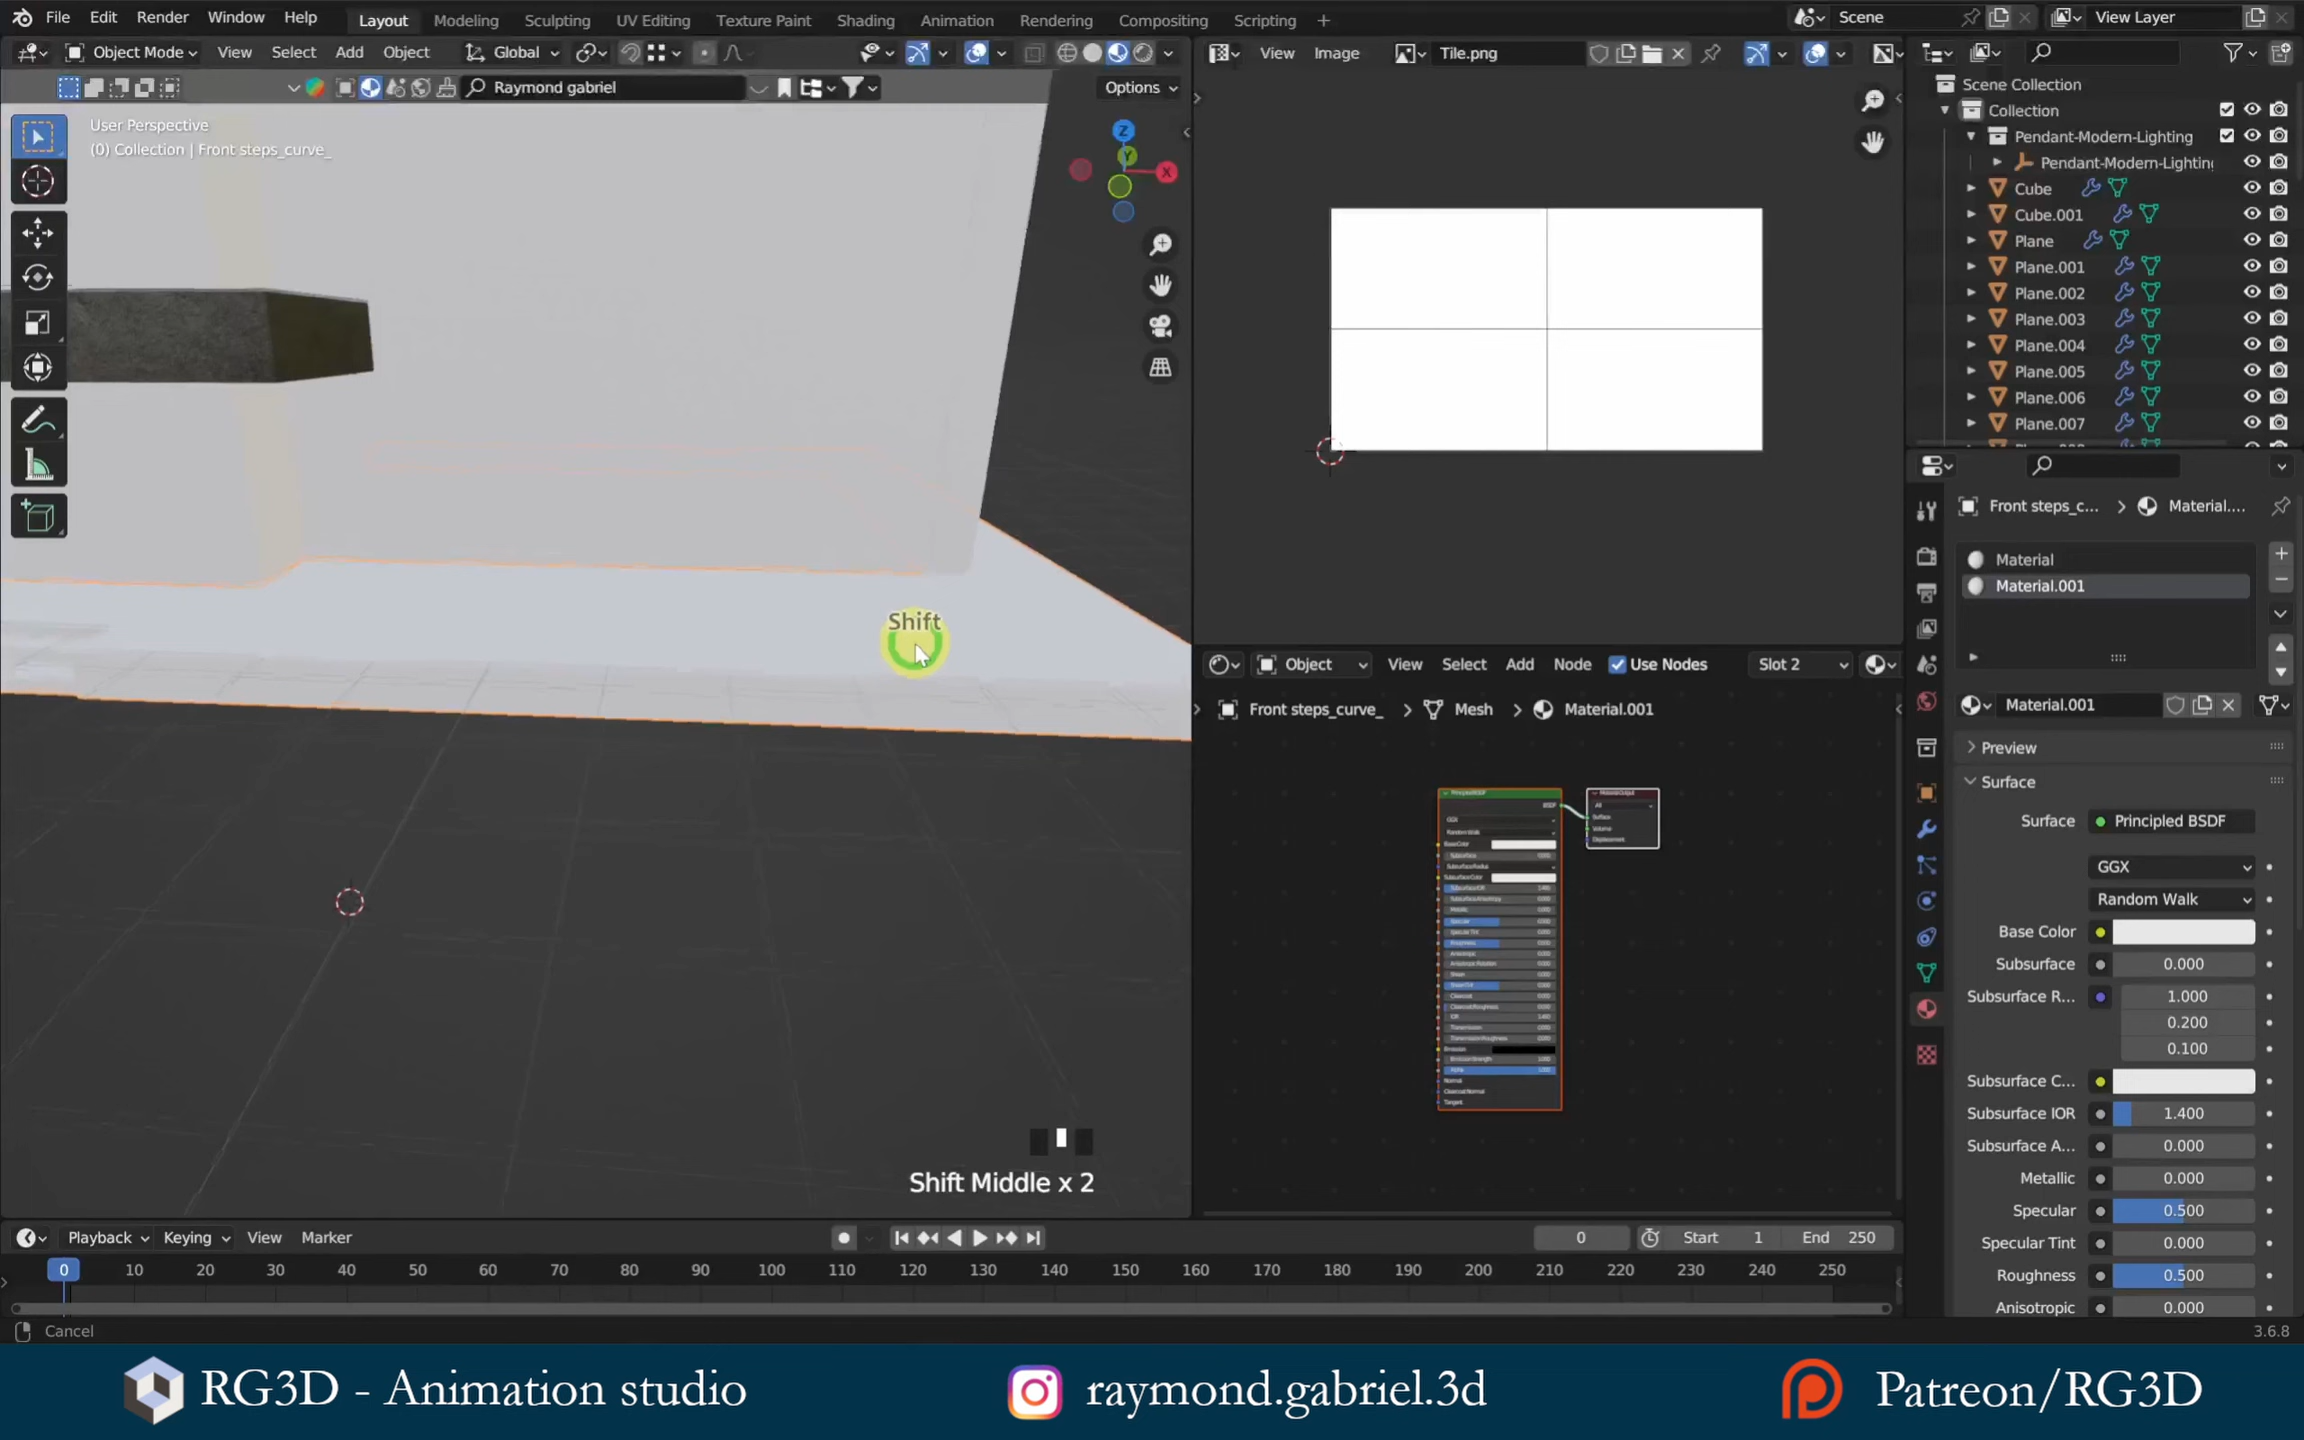 File Edit Render Window Help Layout Modeling Sculpting UV Editing Texture Paint Shading Animation Rendering Compositing Scripting + Scene View Layer
Object Mode View Select Add Object Global
Raymond gabriel Options
User Perspective
(0) Collection | Front steps_curve_
Z
Y
X
Shift
Shift Middle x 2
View Image Tile.png
Object View Select Add Node Use Nodes Slot 2
Front steps_curve_ > Mesh > Material.001
Scene Collection
Collection
Pendant-Modern-Lighting
Pendant-Modern-Lighting
Cube
Cube.001
Plane
Plane.001
Plane.002
Plane.003
Plane.004
Plane.005
Plane.006
Plane.007
Front steps_c... > Material....
Material
Material.001
Material.001
Preview
Surface
Surface Principled BSDF
GGX
Random Walk
Base Color
Subsurface 0.000
Subsurface R... 1.000
0.200
0.100
Subsurface C...
Subsurface IOR 1.400
Subsurface A... 0.000
Metallic 0.000
Specular 0.500
Specular Tint 0.000
Roughness 0.500
Anisotropic 0.000
Playback Keying View Marker 0 Start 1 End 250
0 10 20 30 40 50 60 70 80 90 100 110 120 130 140 150 160 170 180 190 200 210 220 230 240 250
Cancel 3.6.8
RG3D - Animation studio raymond.gabriel.3d Patreon/RG3D